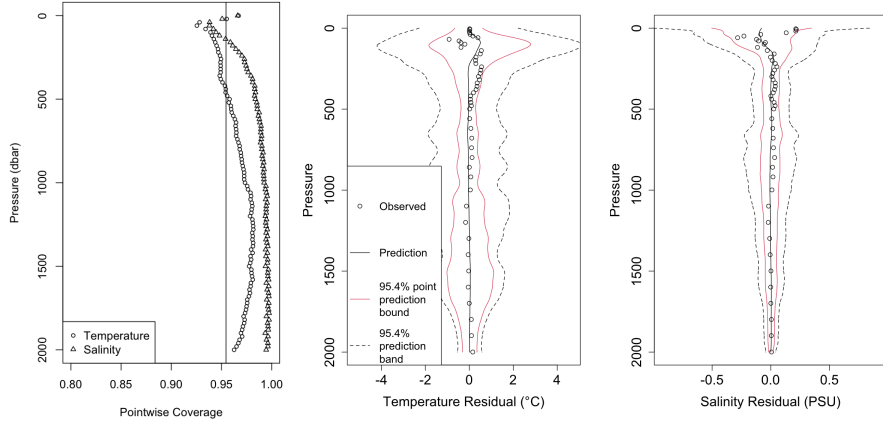 0
500
1000
1500
2000
Pressure (dbar)
Temperature
Salinity
0.80
0.85
0.90
0.95
1.00
Pointwise Coverage
0
500
1000
1500
2000
Pressure
Observed
Prediction
95.4% point
prediction
bound
95.4%
prediction
band
-4
-2
0
2
4
Temperature Residual (°C)
0
500
1000
1500
2000
Pressure
-0.5
0.0
0.5
Salinity Residual (PSU)